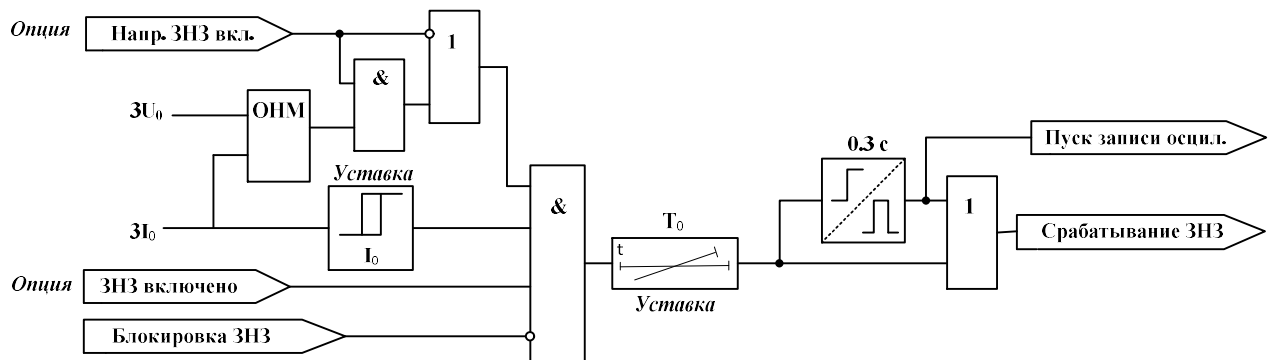 Опция
Напр. ЗНЗ вкл.
1
&
3U₀
ОНМ
0.3 с
Пуск записи осцил.
Уставка
&
T₀
1
3I₀
I₀
t
Срабатывание ЗНЗ
Опция
ЗНЗ включено
Уставка
Блокировка ЗНЗ